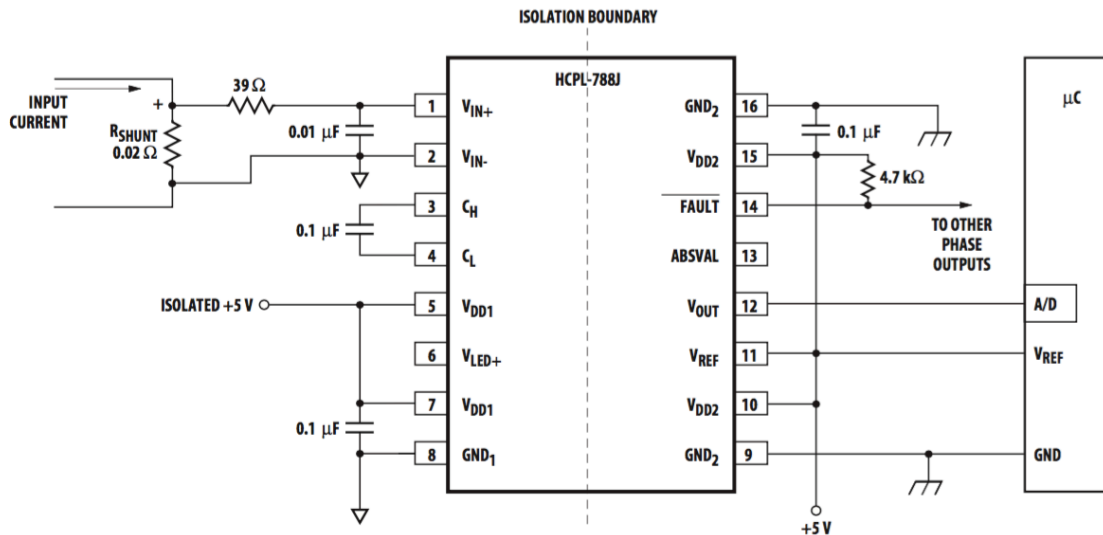 ISOLATION BOUNDARY
HCPL-788J
μC
INPUT
CURRENT
+
RSHUNT
0.02 Ω
39 Ω
0.01 μF
0.1 μF
ISOLATED +5 V
0.1 μF
1 VIN+
2 VIN-
3 CH
4 CL
5 VDD1
6 VLED+
7 VDD1
8 GND1
GND2 16
VDD2 15
FAULT 14
ABSVAL 13
VOUT 12
VREF 11
VDD2 10
GND2 9
0.1 μF
4.7 kΩ
TO OTHER
PHASE
OUTPUTS
A/D
VREF
GND
+5 V